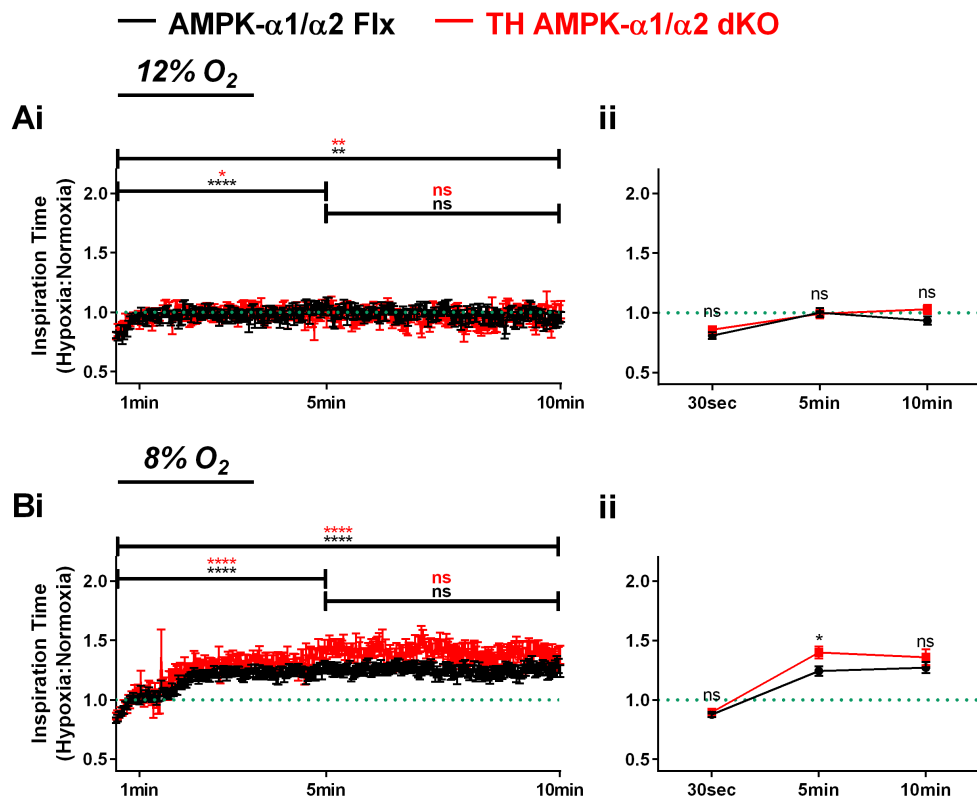 AMPK-α1/α2 Flx
TH AMPK-α1/α2 dKO
12% O2
Ai
**
**
*
****
ns
ns
Inspiration Time
(Hypoxia:Normoxia)
2.0
1.5
1.0
0.5
1min
5min
10min
ii
2.0
1.5
1.0
0.5
ns
ns
ns
30sec
5min
10min
8% O2
Bi
****
****
****
****
ns
ns
Inspiration Time
(Hypoxia:Normoxia)
2.0
1.5
1.0
0.5
1min
5min
10min
ii
2.0
1.5
1.0
0.5
ns
*
ns
30sec
5min
10min